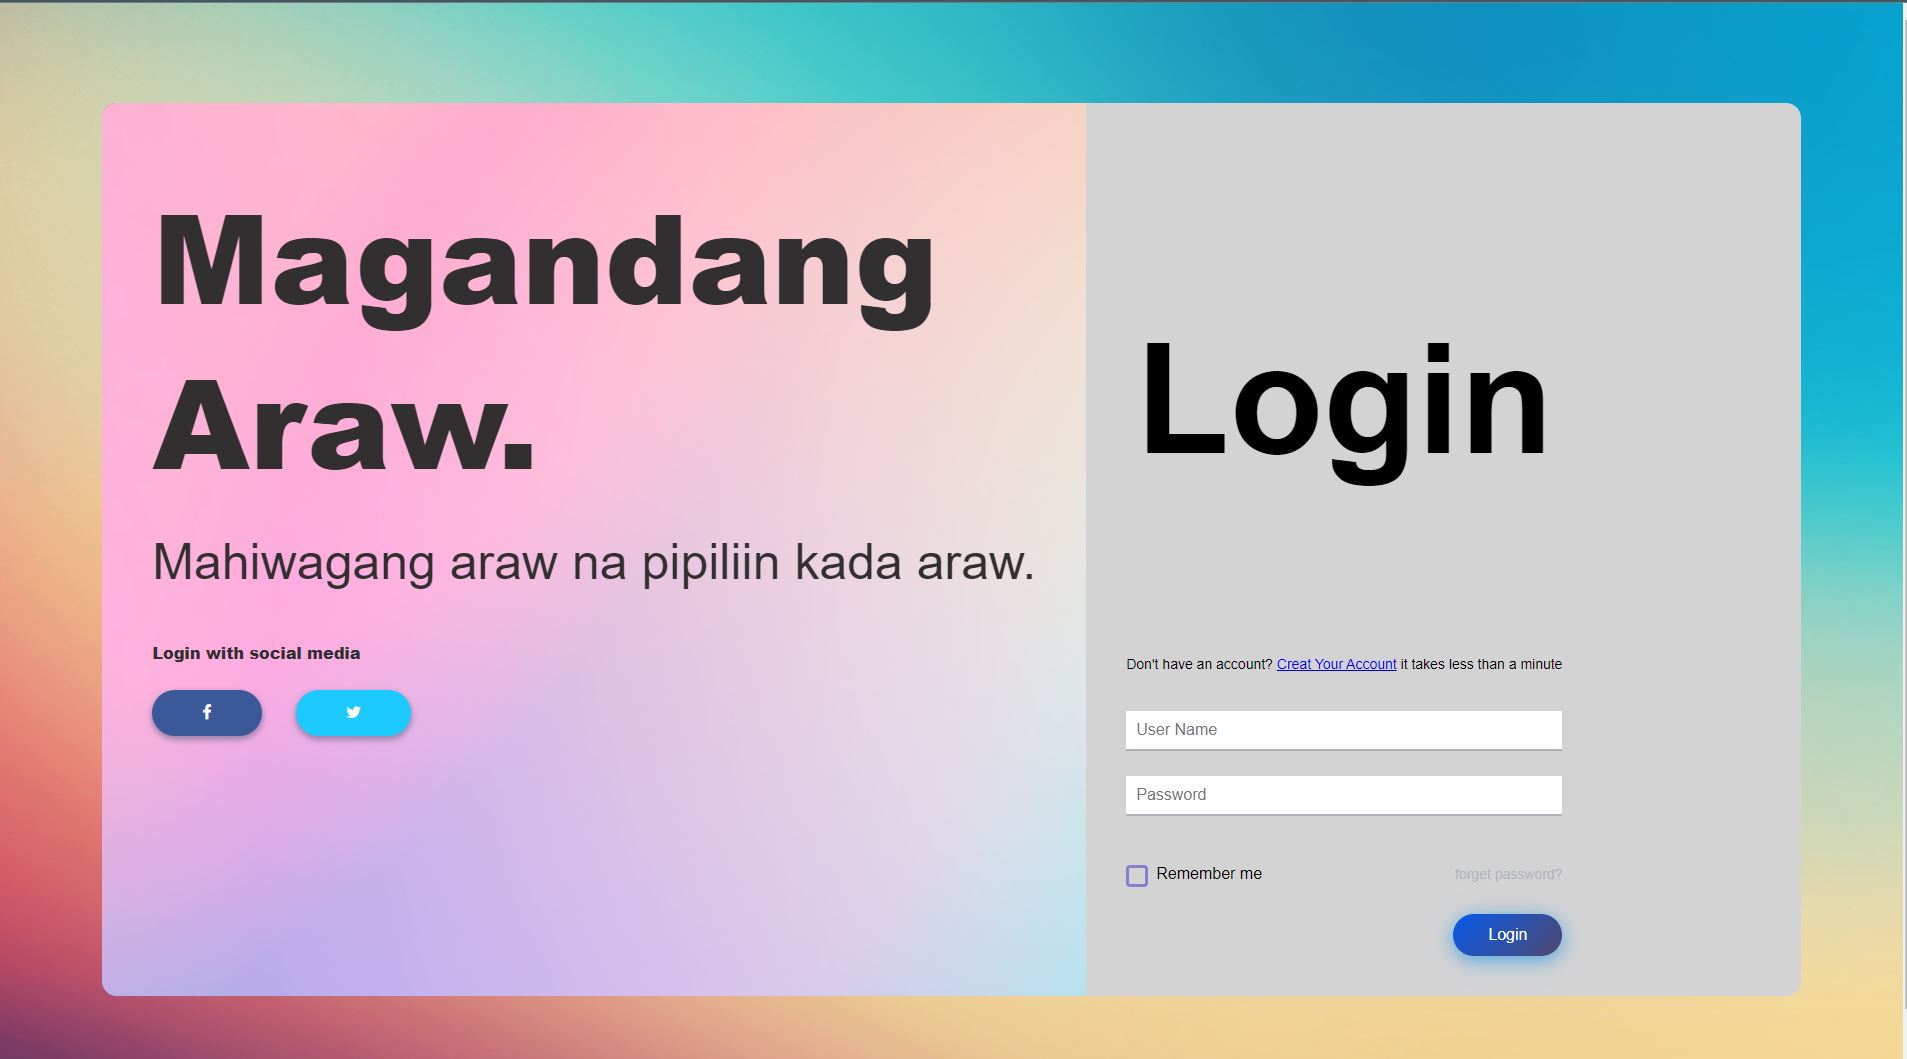 Magandang
Araw.
Mahiwagang araw na pipiliin kada araw.
Login with social media
Login
Don't have an account? Creat Your Account it takes less than a minute
User Name
Password
Remember me
forget password?
Login